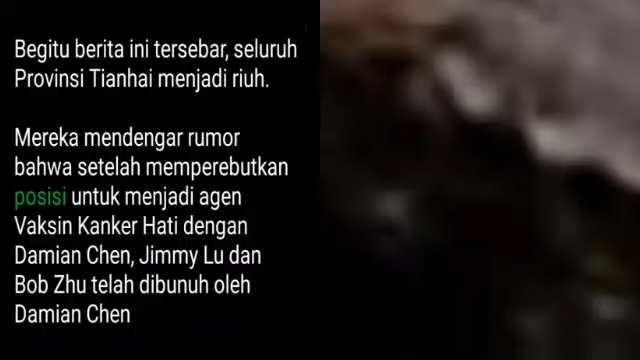 Begitu berita ini tersebar, seluruh
Provinsi Tianhai menjadi riuh.
Mereka mendengar rumor
bahwa setelah memperebutkan
posisi untuk menjadi agen
Vaksin Kanker Hati dengan
Damian Chen, Jimmy Lu dan
Bob Zhu telah dibunuh oleh
Damian Chen